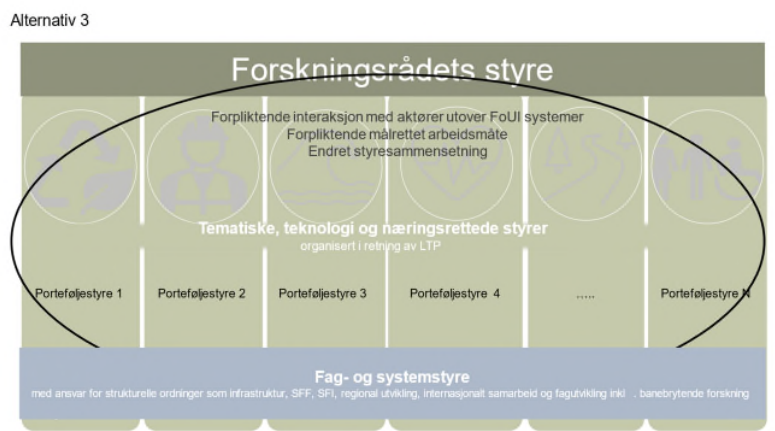 Alternativ 3
Forskningsrådets styre
Forpliktende interaksjon med aktører utover FoUI systemer
Forpliktende målrettet arbeidsmåte
Endret styresammensetning
Tematiske, teknologi og næringsrettede styrer
organisert i retning av LTP
Porteføljestyre 1 Porteføljestyre 2 Porteføljestyre 3 Porteføljestyre 4 ..... Porteføljestyre N
Fag- og systemstyre
med ansvar for strukturelle ordninger som infrastruktur, SFF, SFI, regional utvikling, internasjonalt samarbeid og fagutvikling inkl . banebrytende forskning